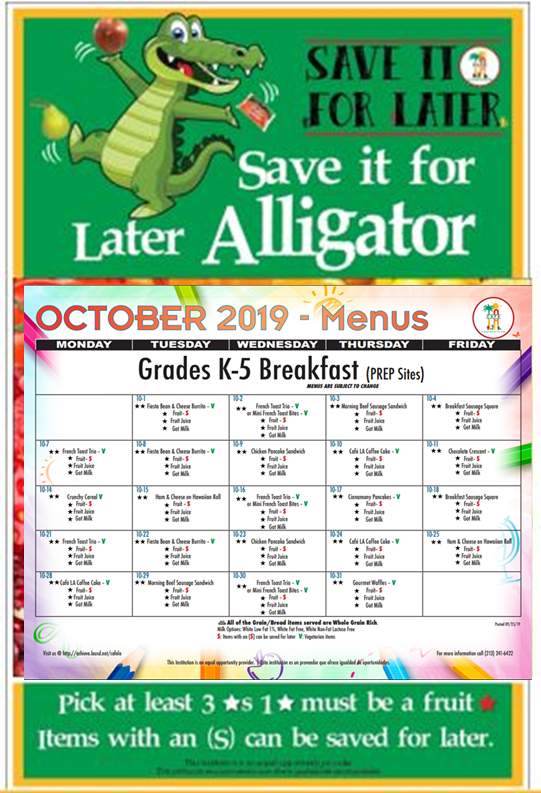 SAVE IT
FOR LATER
Save it for
Later Alligator
OCTOBER 2019 - Menus
MONDAY TUESDAY WEDNESDAY THURSDAY FRIDAY
Grades K-5 Breakfast (PREP Sites)
MENUS ARE SUBJECT TO CHANGE
10-1
★★ Fiesta Bean & Cheese Burrito - V
★ Fruit- S
★ Fruit Juice
★ Got Milk
10-2
★★ French Toast Trio - V
or Mini French Toast Bites - V
★ Fruit- S
★ Fruit Juice
★ Got Milk
10-3
★★ Morning Beef Sausage Sandwich
★ Fruit- S
★ Fruit Juice
★ Got Milk
10-4
★★ Breakfast Sausage Square
★ Fruit- S
★ Fruit Juice
★ Got Milk
10-7
★★ French Toast Trio - V
★ Fruit- S
★ Fruit Juice
★ Got Milk
10-8
★★ Fiesta Bean & Cheese Burrito - V
★ Fruit- S
★ Fruit Juice
★ Got Milk
10-9
★★ Chicken Pancake Sandwich
★ Fruit- S
★ Fruit Juice
★ Got Milk
10-10
★★ Café LA Coffee Cake - V
★ Fruit- S
★ Fruit Juice
★ Got Milk
10-11
★★ Chocolate Crescent - V
★ Fruit- S
★ Fruit Juice
★ Got Milk
10-14
★★ Crunchy Cereal V
★ Fruit- S
★ Fruit Juice
★ Got Milk
10-15
★★ Ham & Cheese on Hawaiian Roll
★ Fruit- S
★ Fruit Juice
★ Got Milk
10-16
★★ French Toast Trio - V
or Mini French Toast Bites - V
★ Fruit- S
★ Fruit Juice
★ Got Milk
10-17
★★ Cinnamony Pancakes - V
★ Fruit- S
★ Fruit Juice
★ Got Milk
10-18
★★ Breakfast Sausage Square
★ Fruit- S
★ Fruit Juice
★ Got Milk
10-21
★★ French Toast Trio - V
★ Fruit- S
★ Fruit Juice
★ Got Milk
10-22
★★ Fiesta Bean & Cheese Burrito - V
★ Fruit- S
★ Fruit Juice
★ Got Milk
10-23
★★ Chicken Pancake Sandwich
★ Fruit- S
★ Fruit Juice
★ Got Milk
10-24
★★ Café LA Coffee Cake - V
★ Fruit- S
★ Fruit Juice
★ Got Milk
10-25
★★ Ham & Cheese on Hawaiian Roll
★ Fruit- S
★ Fruit Juice
★ Got Milk
10-28
★★ Café LA Coffee Cake - V
★ Fruit- S
★ Fruit Juice
★ Got Milk
10-29
★★ Morning Beef Sausage Sandwich
★ Fruit- S
★ Fruit Juice
★ Got Milk
10-30
★★ French Toast Trio - V
or Mini French Toast Bites - V
★ Fruit- S
★ Fruit Juice
★ Got Milk
10-31
★★ Gourmet Waffles - V
★ Fruit- S
★ Fruit Juice
★ Got Milk
All of the Grain/Bread items served are Whole Grain Rich.
Milk Options: White Low Fat 1%, White Fat Free, White Non-Fat Lactose Free
S: Items with an (S) can be saved for later V: Vegetarian items.
Posted 09/25/19
Visit us @ http://achieve.lausd.net/cafela
For more information call (213) 241-6422
This Institution is an equal opportunity provider. Esta institución es un proveedor que ofrece igualdad de oportunidades.
Pick at least 3 ★s 1★ must be a fruit ★
Items with an (S) can be saved for later.